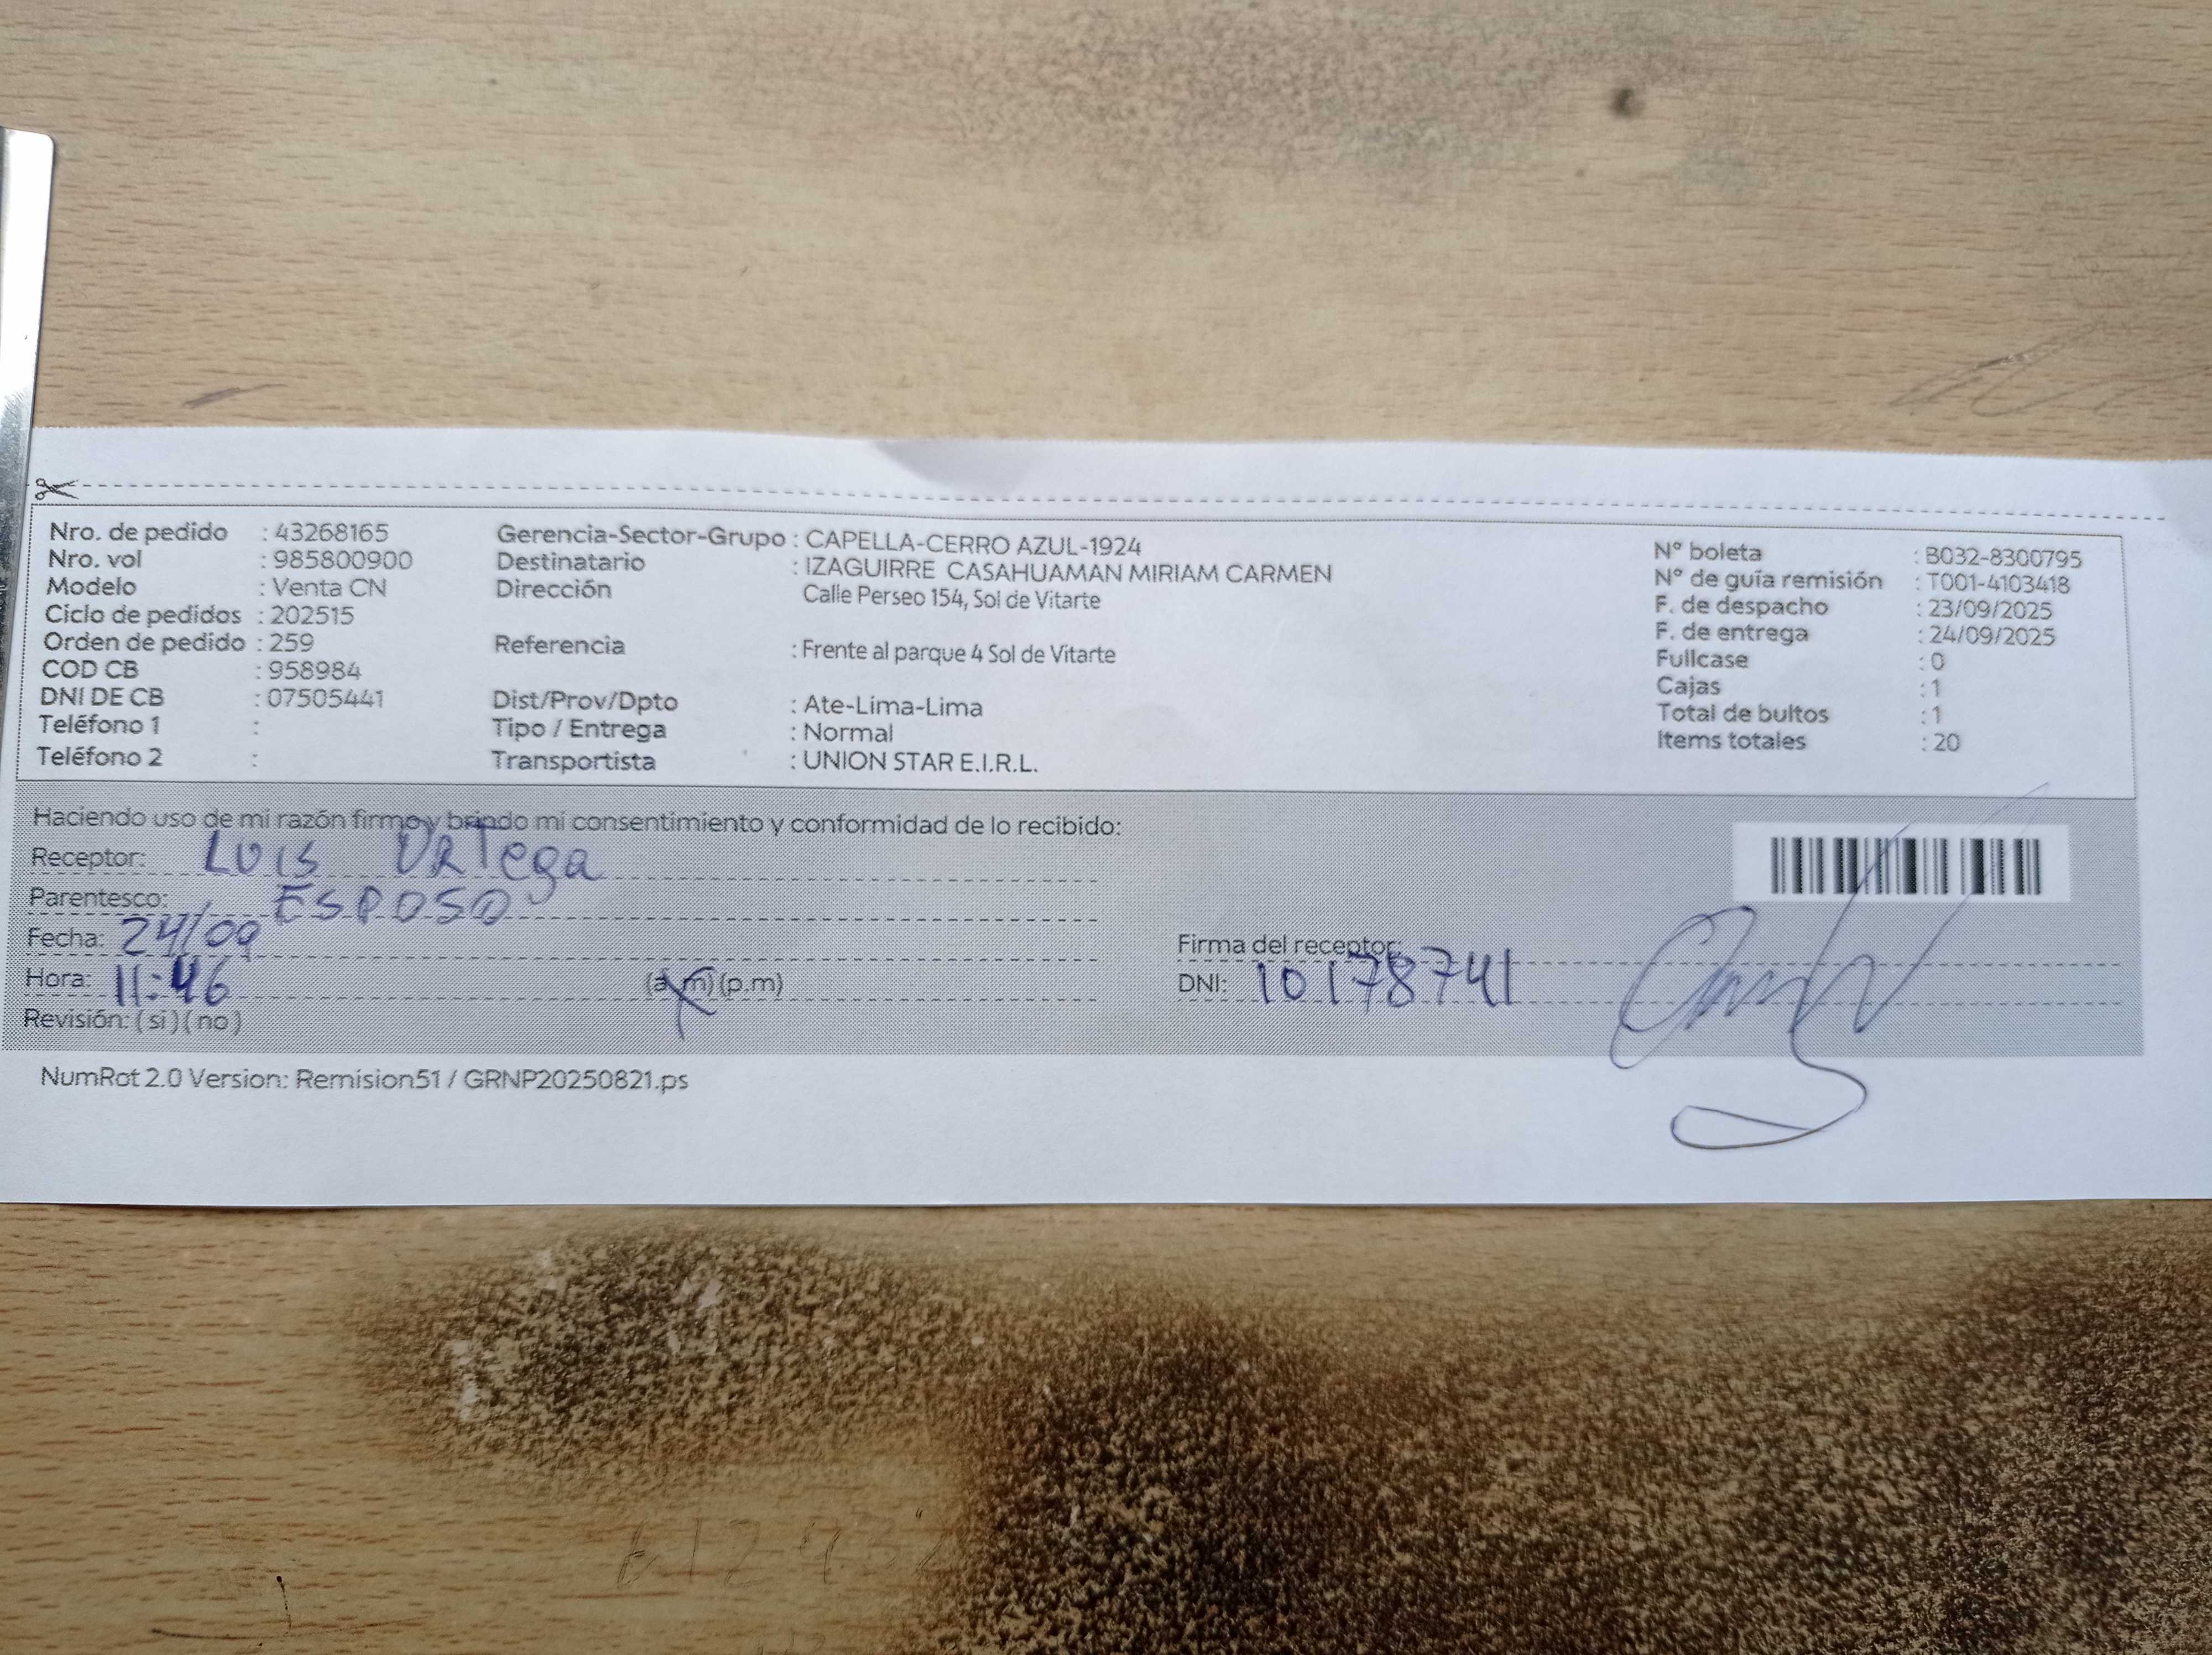 Nro. de pedido : 43268165
Nro. vol : 985800900
Modelo : Venta CN
Ciclo de pedidos : 202515
Orden de pedido : 259
COD CB : 958984
DNI DE CB : 07505441
Teléfono 1 :
Teléfono 2 :
Gerencia-Sector-Grupo : CAPELLA-CERRO AZUL-1924
Destinatario : IZAGUIRRE CASAHUAMAN MIRIAM CARMEN
Dirección Calle Perseo 154, Sol de Vitarte
Referencia : Frente al parque 4 Sol de Vitarte
Dist/Prov/Dpto : Ate-Lima-Lima
Tipo / Entrega : Normal
Transportista : UNION STAR E.I.R.L.
N° boleta : B032-8300795
N° de guía remisión : T001-4103418
F. de despacho : 23/09/2025
F. de entrega : 24/09/2025
Fullcase : 0
Cajas : 1
Total de bultos : 1
Items totales : 20
Haciendo uso de mi razón firmo y brindo mi consentimiento y conformidad de lo recibido:
Receptor: LUIS ORTega
Parentesco: ESPOSO
Fecha: 24/09
Hora: 11:46 (a.m)(p.m)
Revisión: (si)(no)
Firma del receptor:
DNI: 10178741
NumRot 2.0 Version: Remision51 / GRNP20250821.ps